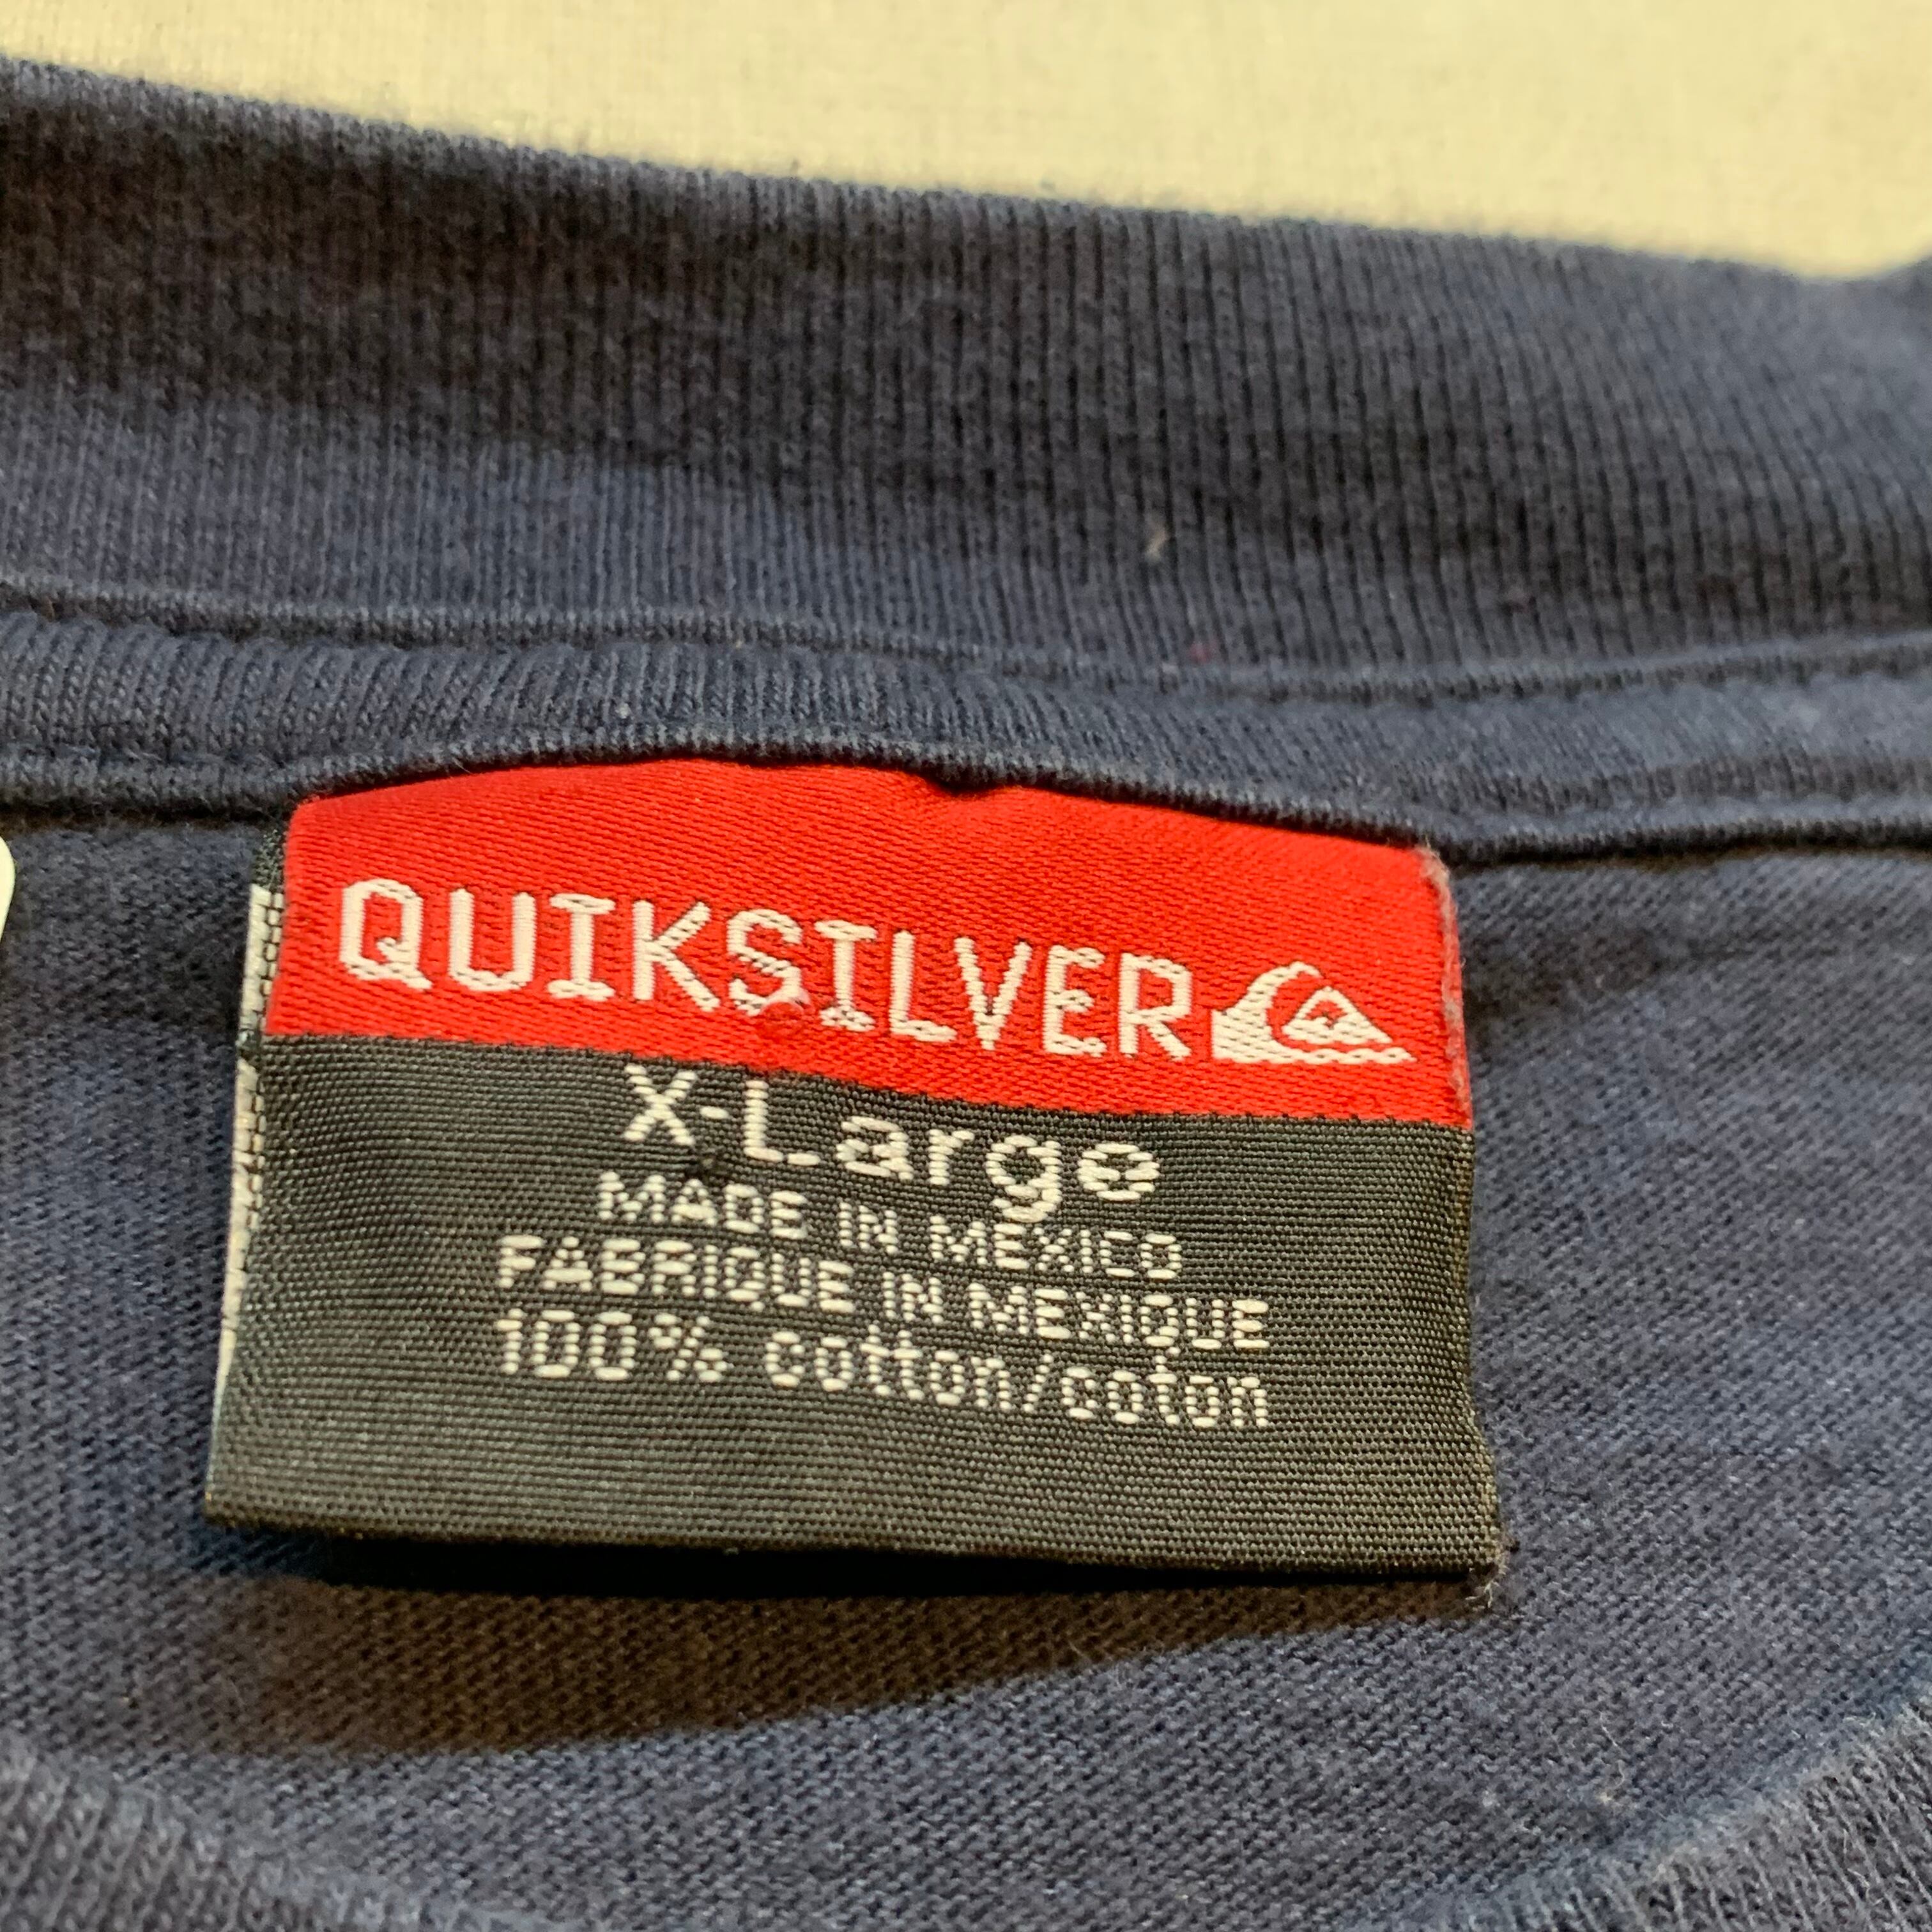 QUIKSILVER
X-Large
MADE IN MEXICO
FABRIQUE IN MEXIQUE
100% cotton/coton